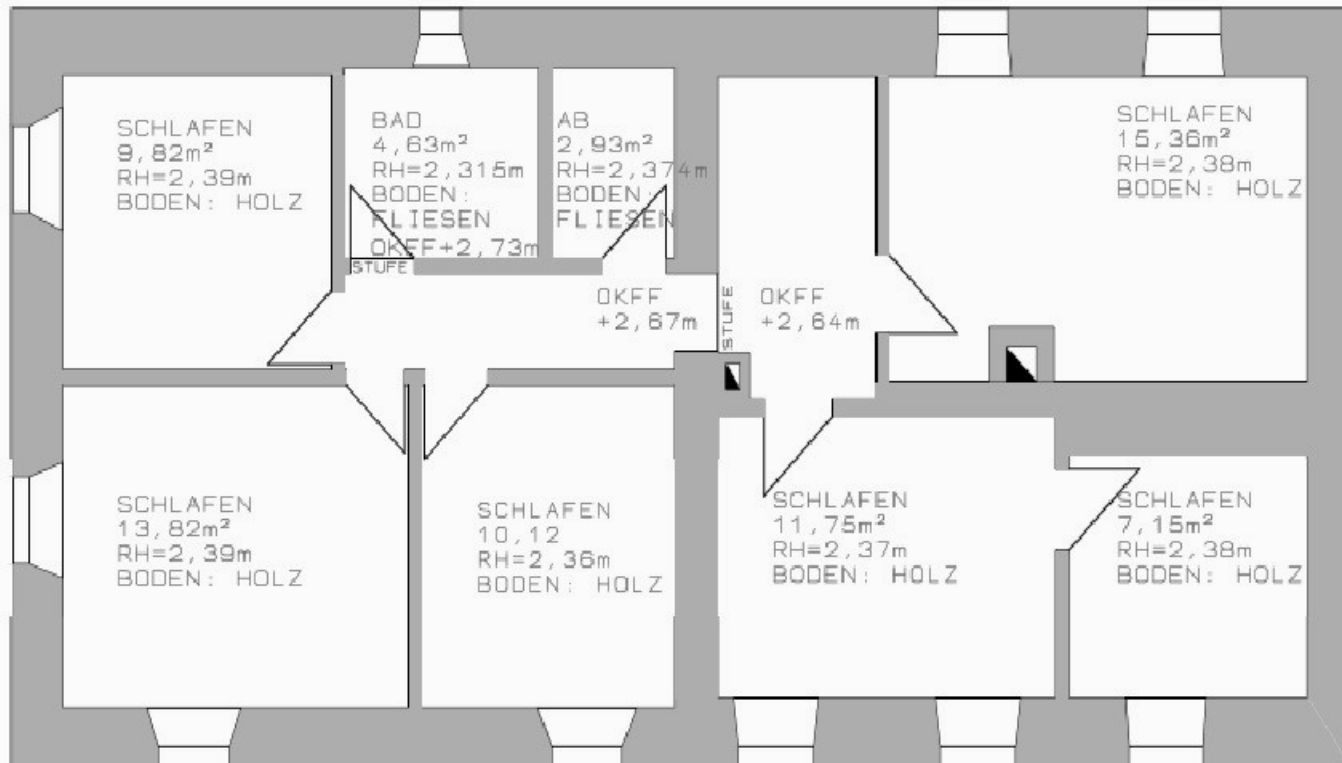 SCHLAFEN
9,82m²
RH=2,39m
BODEN: HOLZ
BAD
4,63m²
RH=2,315m
BODEN:
FLIESEN
OKFF+2,73m
STUFE
AB
2,93m²
RH=2,374m
BODEN:
FLIESEN
SCHLAFEN
15,36m²
RH=2,38m
BODEN: HOLZ
OKFF
+2,67m
STUFE
OKFF
+2,64m
SCHLAFEN
13,82m²
RH=2,39m
BODEN: HOLZ
SCHLAFEN
10,12
RH=2,36m
BODEN: HOLZ
SCHLAFEN
11,75m²
RH=2,37m
BODEN: HOLZ
SCHLAFEN
7,15m²
RH=2,38m
BODEN: HOLZ